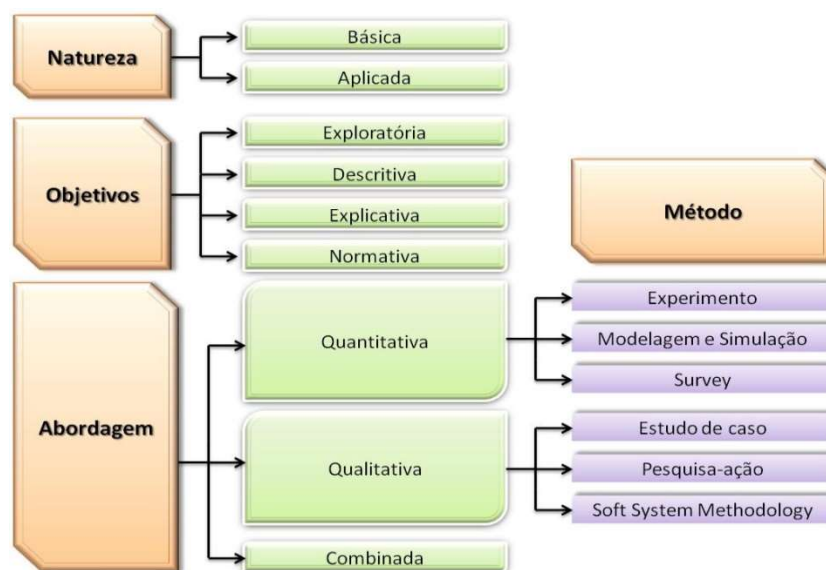 Natureza
Básica
Aplicada
Objetivos
Exploratória
Descritiva
Explicativa
Normativa
Método
Abordagem
Quantitativa
Experimento
Modelagem e Simulação
Survey
Qualitativa
Estudo de caso
Pesquisa-ação
Soft System Methodology
Combinada